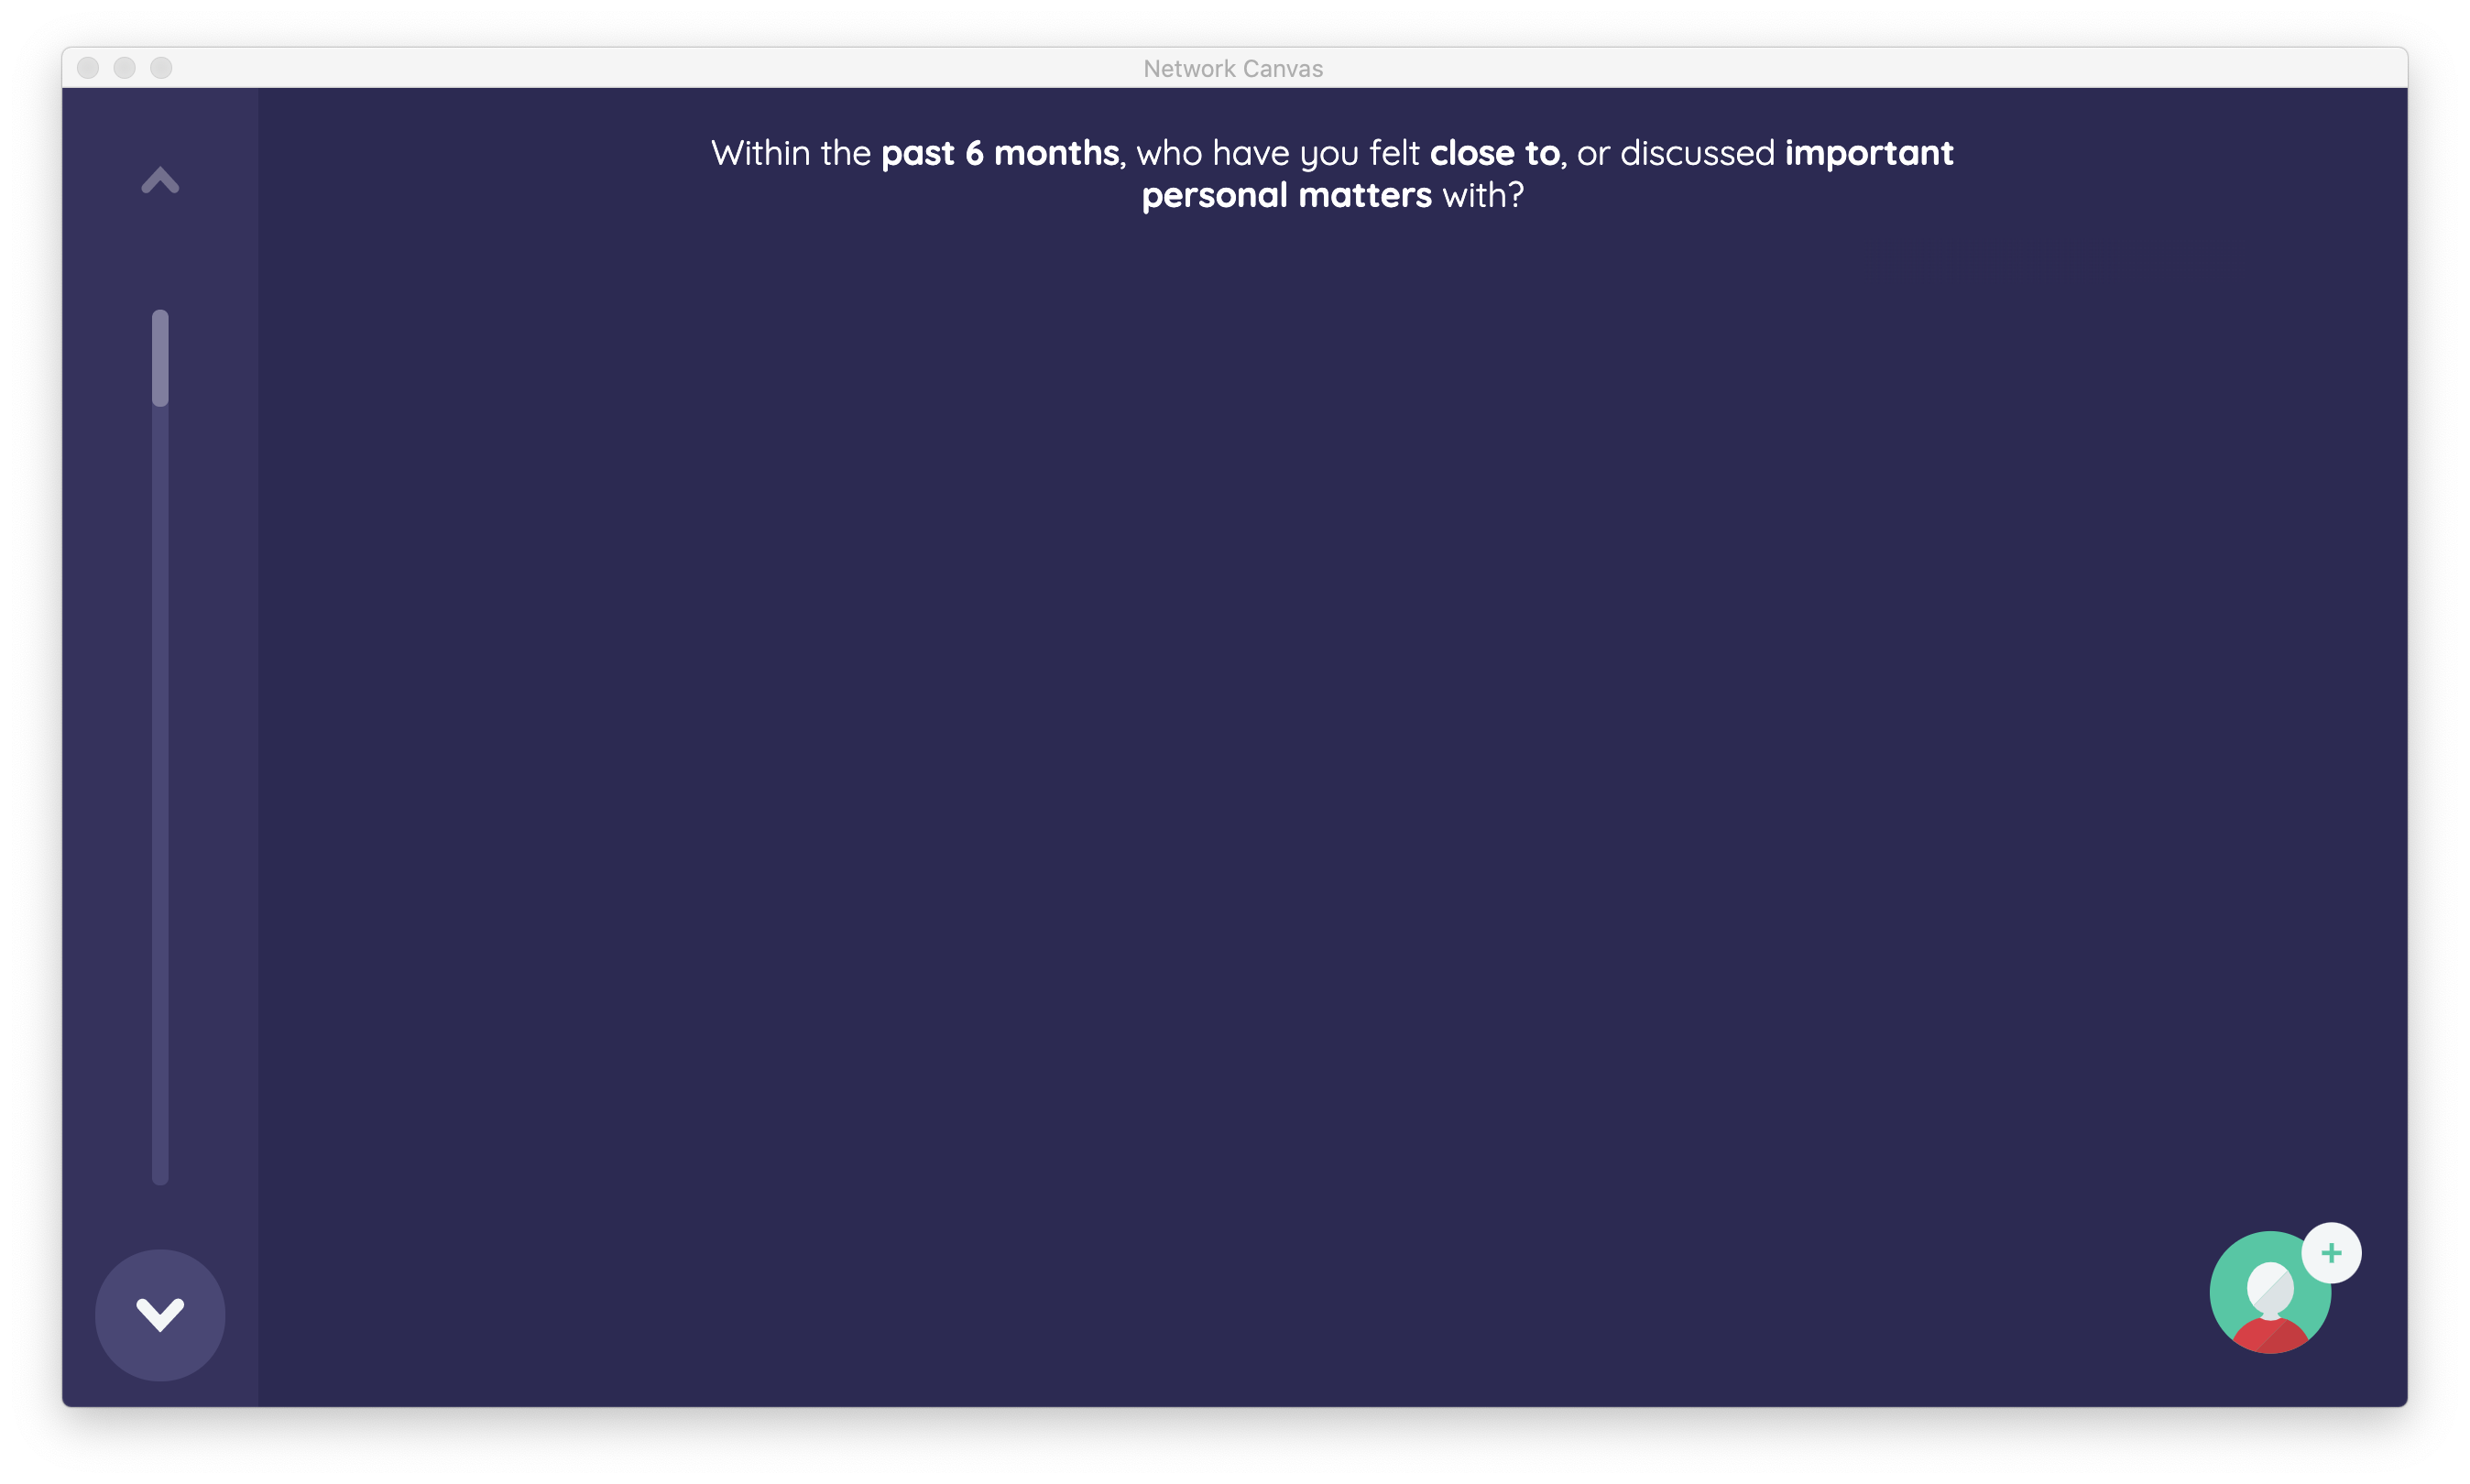 Network Canvas
Within the past 6 months, who have you felt close to, or discussed important
personal matters with?